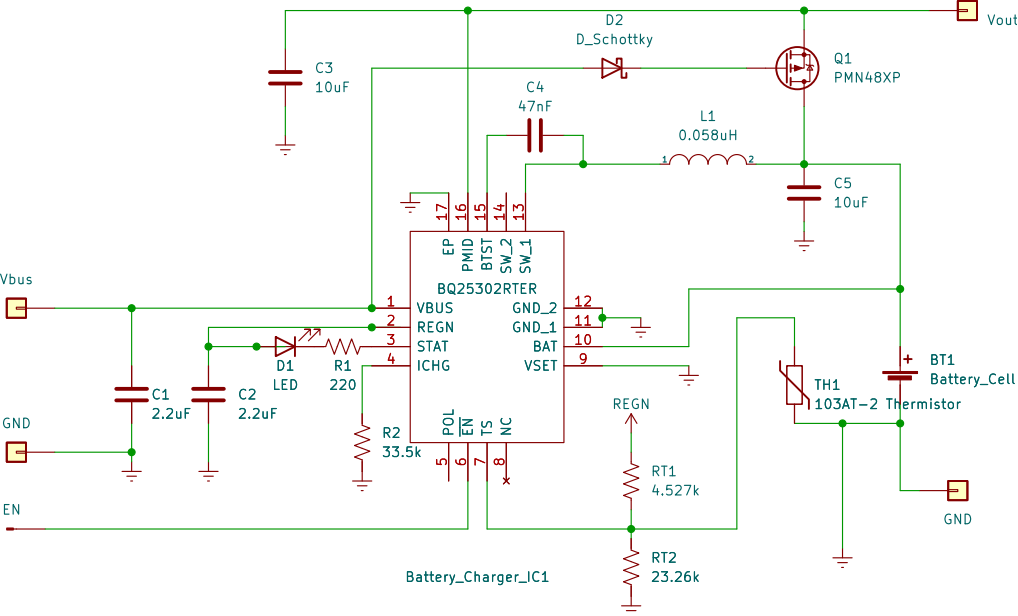 Vout
D2
D_Schottky
Q1
PMN48XP
C3
10uF
C4
47nF
L1
0.058uH
1
2
C5
10uF
17
16
15
14
13
EP
PMID
BTST
SW_2
SW_1
Vbus
BQ25302RTER
1
VBUS
GND_2
12
2
REGN
GND_1
11
3
STAT
BAT
10
4
ICHG
VSET
9
D1
LED
R1
220
C1
2.2uF
C2
2.2uF
BT1
Battery_Cell
+
TH1
103AT-2 Thermistor
REGN
GND
R2
33.5k
POL
EN
TS
NC
5
6
7
8
RT1
4.527k
EN
GND
RT2
23.26k
Battery_Charger_IC1